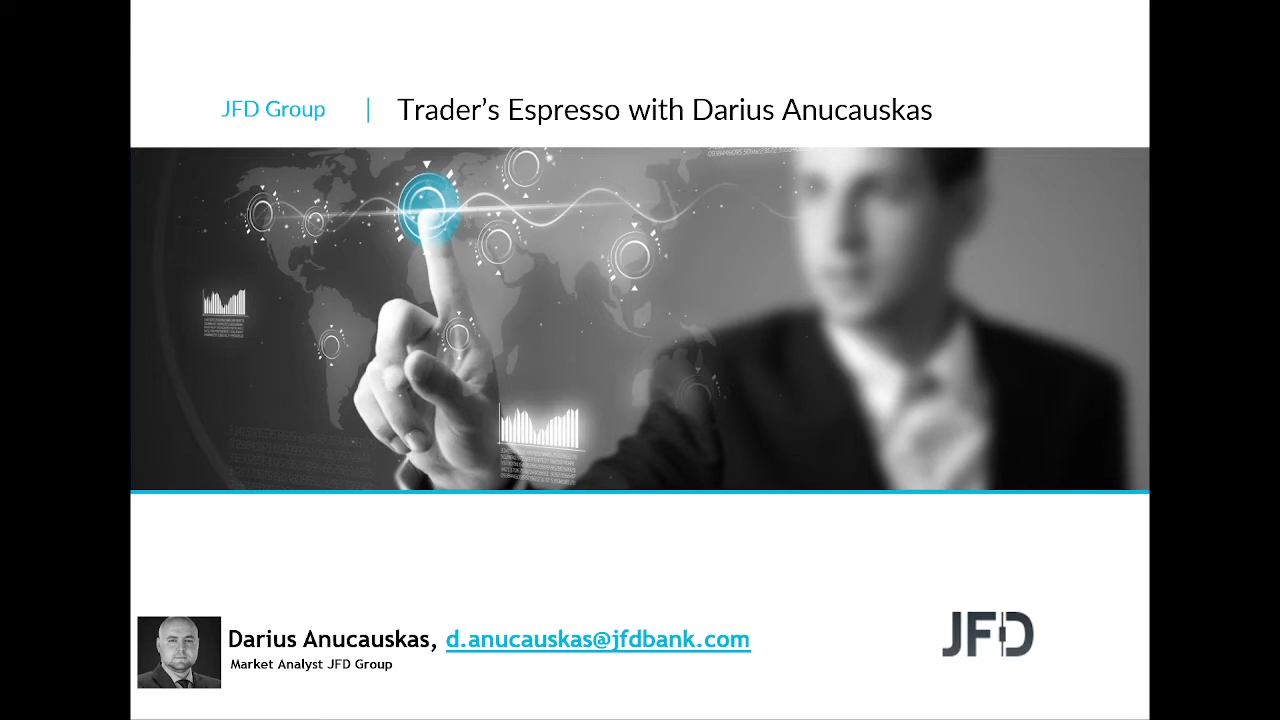 JFD Group | Trader's Espresso with Darius Anucauskas
Darius Anucauskas, d.anucauskas@jfdbank.com
Market Analyst JFD Group
JFD